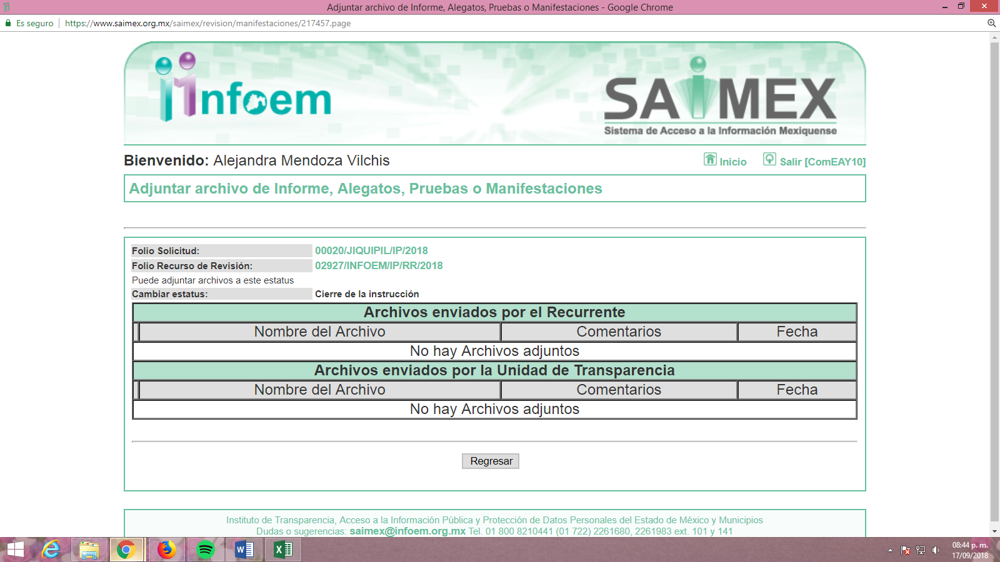 Adjuntar archivo de Informe, Alegatos, Pruebas o Manifestaciones - Google Chrome
Es seguro https://www.saimex.org.mx/saimex/revision/manifestaciones/217457.page
infoem
SAIMEX
Sistema de Acceso a la Información Mexiquense
Bienvenido: Alejandra Mendoza Vilchis
Inicio Salir [ComEAY10]
Adjuntar archivo de Informe, Alegatos, Pruebas o Manifestaciones
Folio Solicitud: 00020/JIQUIPIL/IP/2018
Folio Recurso de Revisión: 02927/INFOEM/IP/RR/2018
Puede adjuntar archivos a este estatus
Cambiar estatus: Cierre de la instrucción
Archivos enviados por el Recurrente
Nombre del Archivo Comentarios Fecha
No hay Archivos adjuntos
Archivos enviados por la Unidad de Transparencia
Nombre del Archivo Comentarios Fecha
No hay Archivos adjuntos
Regresar
Instituto de Transparencia, Acceso a la Información Pública y Protección de Datos Personales del Estado de México y Municipios
Dudas o sugerencias: saimex@infoem.org.mx Tel. 01 800 8210441 (01 722) 2261680, 2261983 ext. 101 y 141
08:44 p. m.
17/09/2018